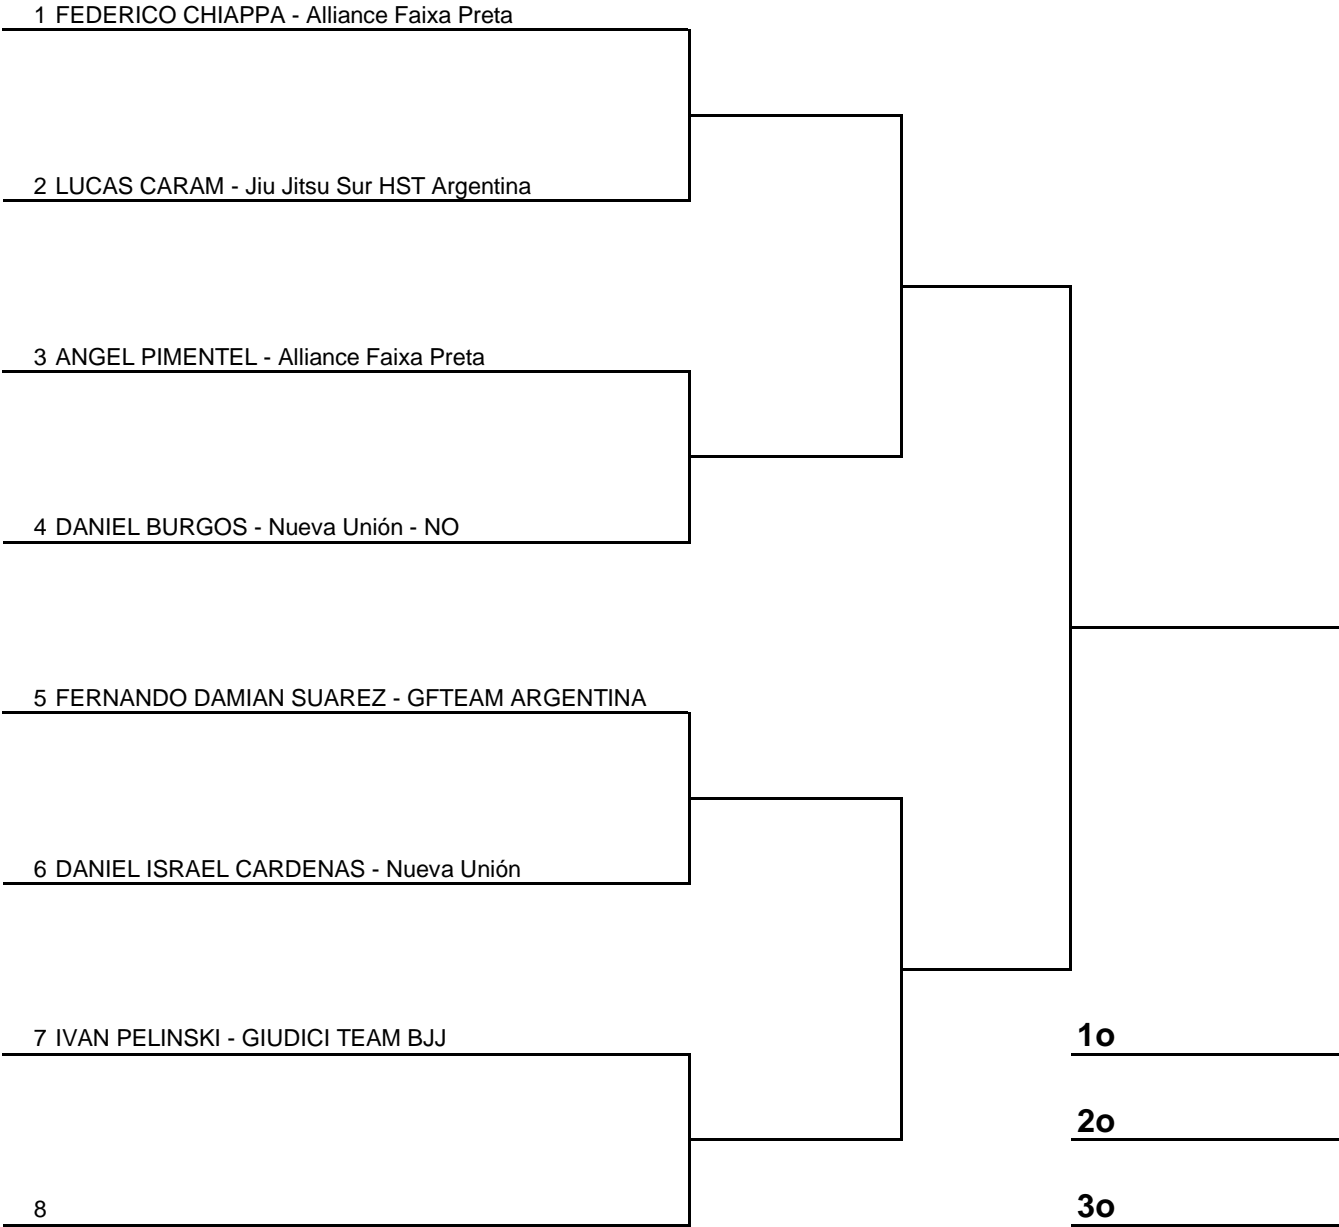 1 FEDERICO CHIAPPA - Alliance Faixa Preta
2 LUCAS CARAM - Jiu Jitsu Sur HST Argentina
3 ANGEL PIMENTEL - Alliance Faixa Preta
4 DANIEL BURGOS - Nueva Unión - NO
5 FERNANDO DAMIAN SUAREZ - GFTEAM ARGENTINA
6 DANIEL ISRAEL CARDENAS - Nueva Unión
7 IVAN PELINSKI - GIUDICI TEAM BJJ
1o
2o
8
3o